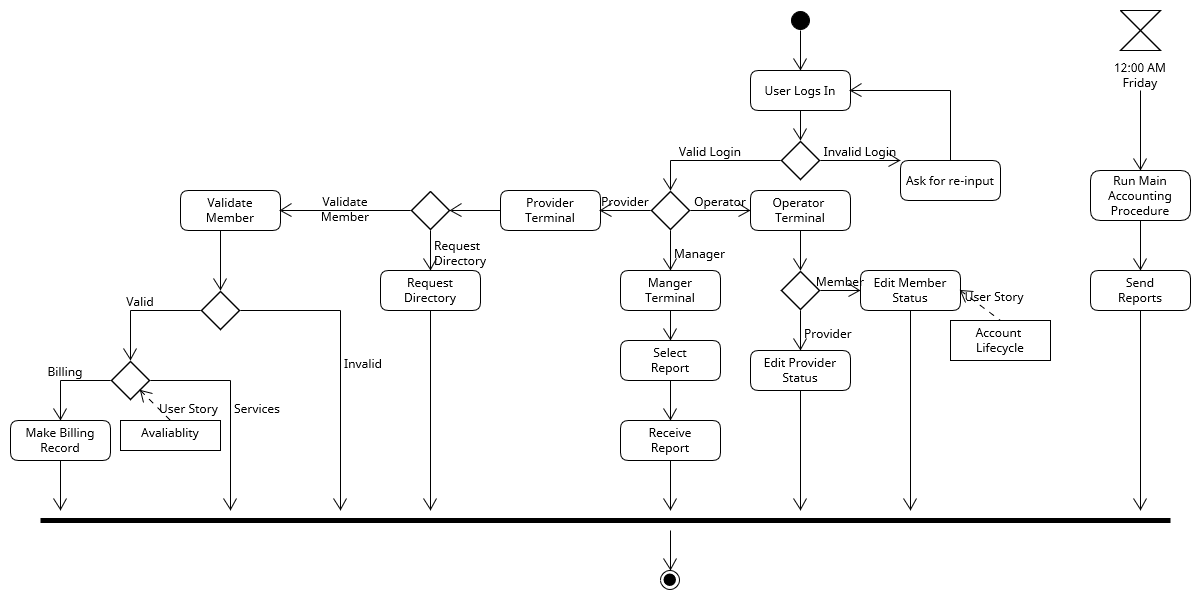 12:00 AM
Friday
User Logs In
Valid Login
Invalid Login
Ask for re-input
Validate
Member
Validate
Member
Provider
Terminal
Provider
Operator
Operator
Terminal
Run Main
Accounting
Procedure
Request
Directory
Manager
Request
Directory
Manger
Terminal
Member
Edit Member
Status
User Story
Send
Reports
Valid
Account
Lifecycle
Provider
Invalid
Select
Report
Edit Provider
Status
Billing
User Story
Services
Make Billing
Record
Avaliablity
Receive
Report